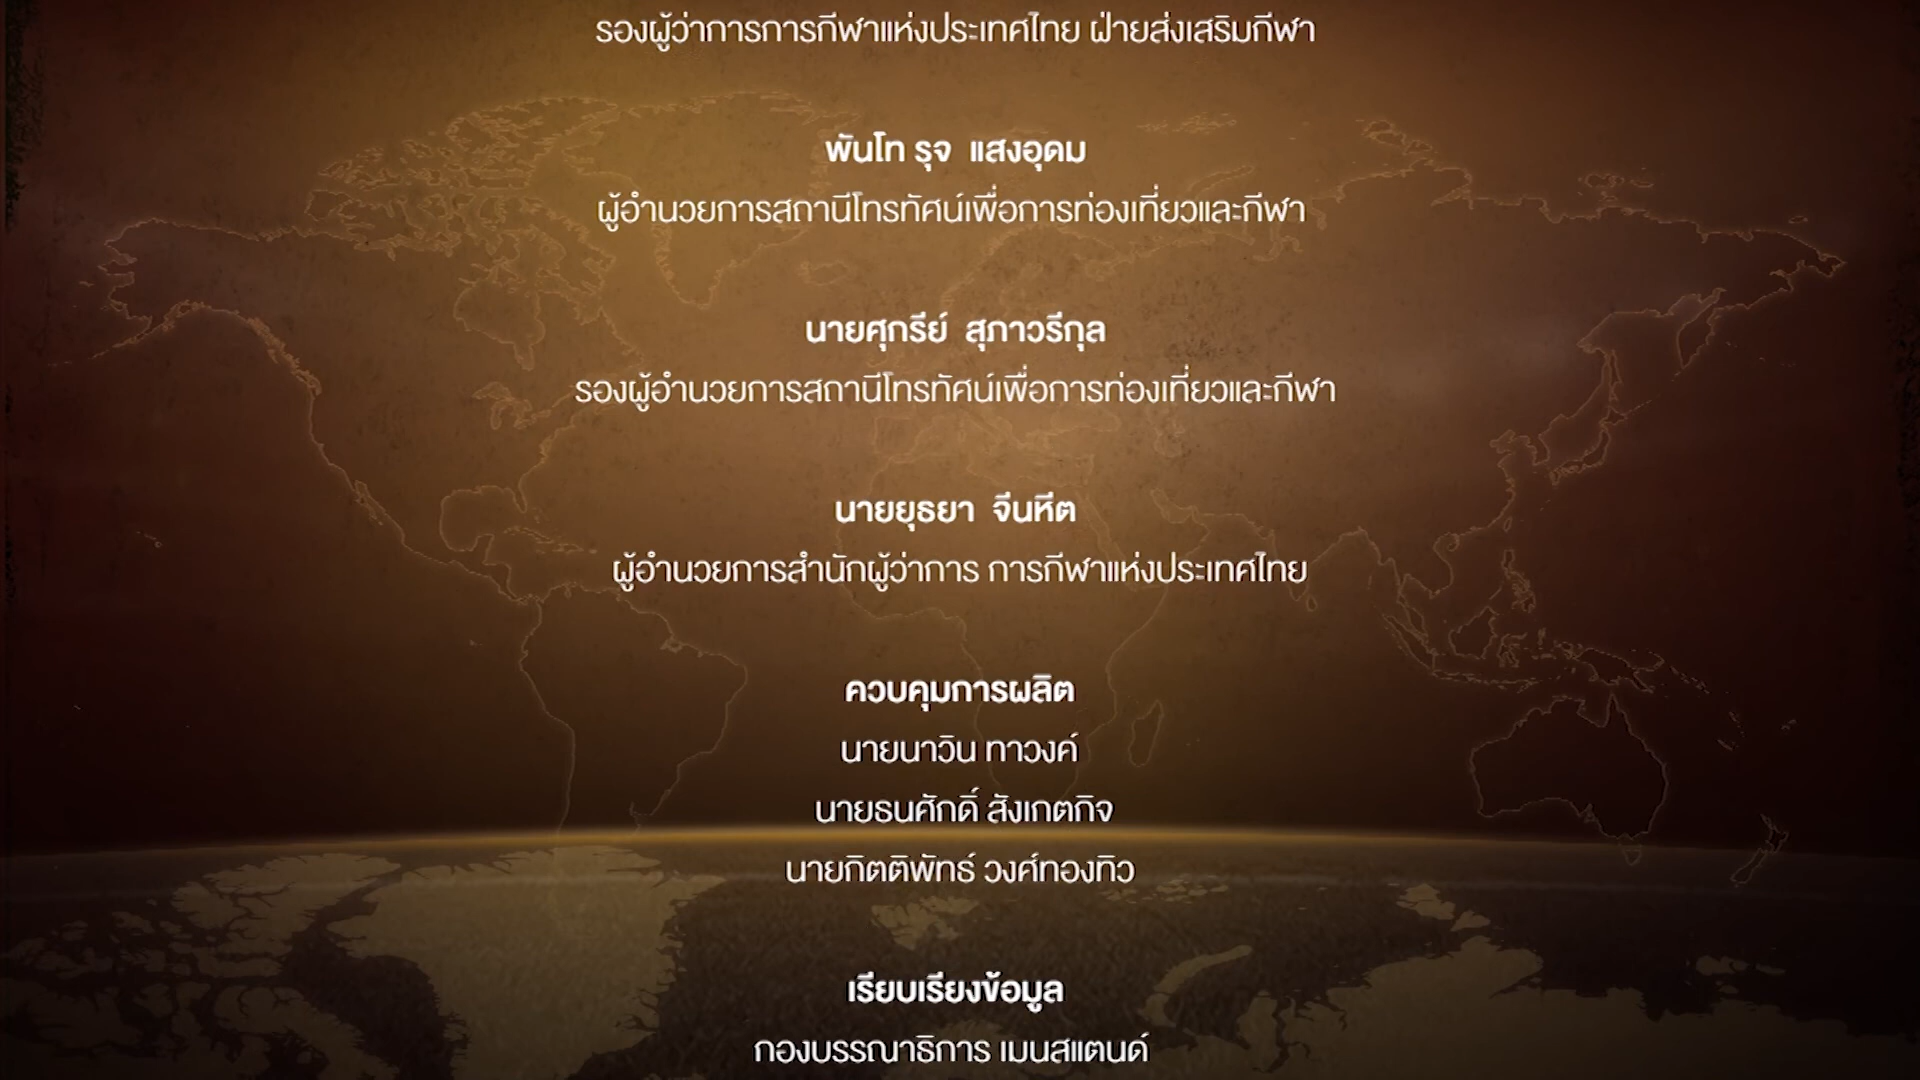 รองผู้ว่าการการกีฬาแห่งประเทศไทย ฝ่ายส่งเสริมกีฬา
พันโท รุจ แสงอุดม
ผู้อำนวยการสถานีโทรทัศน์เพื่อการท่องเที่ยวและกีฬา
นายศุกรีย์ สุภาวรีกุล
รองผู้อำนวยการสถานีโทรทัศน์เพื่อการท่องเที่ยวและกีฬา
นายยุธยา จีนหีต
ผู้อำนวยการสำนักผู้ว่าการ การกีฬาแห่งประเทศไทย
ควบคุมการผลิต
นายนาวิน ทาวงค์
นายธนศักดิ์ สังเกตกิจ
นายกิตติพัทธ์ วงศ์ทองทิว
เรียบเรียงข้อมูล
กองบรรณาธิการ เมนสแตนด์